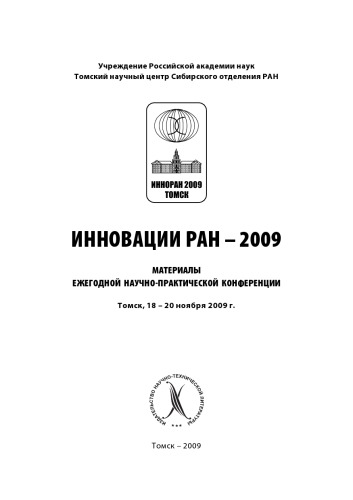 Учреждение Российской академии наук
Томский научный центр Сибирского отделения РАН
ИННОРАН 2009
ТОМСК
ИННОВАЦИИ РАН – 2009
МАТЕРИАЛЫ
ЕЖЕГОДНОЙ НАУЧНО-ПРАКТИЧЕСКОЙ КОНФЕРЕНЦИИ
Томск, 18 – 20 ноября 2009 г.
ИЗДАТЕЛЬСТВО НАУЧНО-ТЕХНИЧЕСКОЙ ЛИТЕРАТУРЫ
Томск – 2009